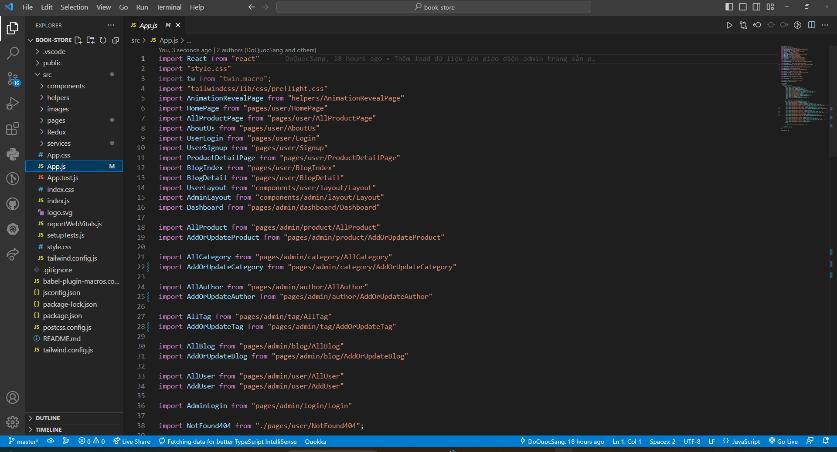 File Edit Selection View Go Run Terminal Help
book-store
EXPLORER
BOOK-STORE
.vscode
public
src
components
helpers
images
pages
Redux
services
App.css
App.js M
App.test.js
index.css
index.js
logo.svg
reportWebVitals.js
setupTests.js
style.css
tailwind.config.js
.gitignore
babel-plugin-macros.co...
jsconfig.json
package-lock.json
package.json
postcss.config.js
README.md
tailwind.config.js
OUTLINE
TIMELINE
JS App.js M
src > JS App.js > ...
You, 3 seconds ago | 2 authors (DoQuocSang and others)
1 import React from "react" DoQuocSang, 18 hours ago • Thêm load dữ liệu lên giao diện admin trang sản p…
2 import "style.css"
3 import tw from "twin.macro";
4 import "tailwindcss/lib/css/preflight.css"
5 import AnimationRevealPage from "helpers/AnimationRevealPage"
6 import HomePage from "pages/user/HomePage"
7 import AllProductPage from "pages/user/AllProductPage"
8 import AboutUs from "pages/user/AboutUs"
9 import UserLogin from "pages/user/Login"
10 import UserSignup from "pages/user/Signup"
11 import ProductDetailPage from "pages/user/ProductDetailPage"
12 import BlogIndex from "pages/user/BlogIndex"
13 import BlogDetail from "pages/user/BlogDetail"
14 import UserLayout from "components/user/layout/Layout"
15 import AdminLayout from "components/admin/layout/Layout"
16 import Dashboard from "pages/admin/dashboard/Dashboard"
17
18 import AllProduct from "pages/admin/product/AllProduct"
19 import AddOrUpdateProduct from "pages/admin/product/AddOrUpdateProduct"
20
21 import AllCategory from "pages/admin/category/AllCategory"
22 import AddOrUpdateCategory from "pages/admin/category/AddOrUpdateCategory"
23
24 import AllAuthor from "pages/admin/author/AllAuthor"
25 import AddOrUpdateAuthor from "pages/admin/author/AddOrUpdateAuthor"
26
27 import AllTag from "pages/admin/tag/AllTag"
28 import AddOrUpdateTag from "pages/admin/tag/AddOrUpdateTag"
29
30 import AllBlog from "pages/admin/blog/AllBlog"
31 import AddOrUpdateBlog from "pages/admin/blog/AddOrUpdateBlog"
32
33 import AllUser from "pages/admin/user/AllUser"
34 import AddUser from "pages/admin/user/AddUser"
35
36 import AdminLogin from "pages/admin/login/Login"
37
38 import NotFound404 from "./pages/user/NotFound404";
master* 0 0 Live Share Fetching data for better TypeScript IntelliSense Quokka DoQuocSang, 18 hours ago Ln 1, Col 1 Spaces: 2 UTF-8 LF JavaScript Go Live